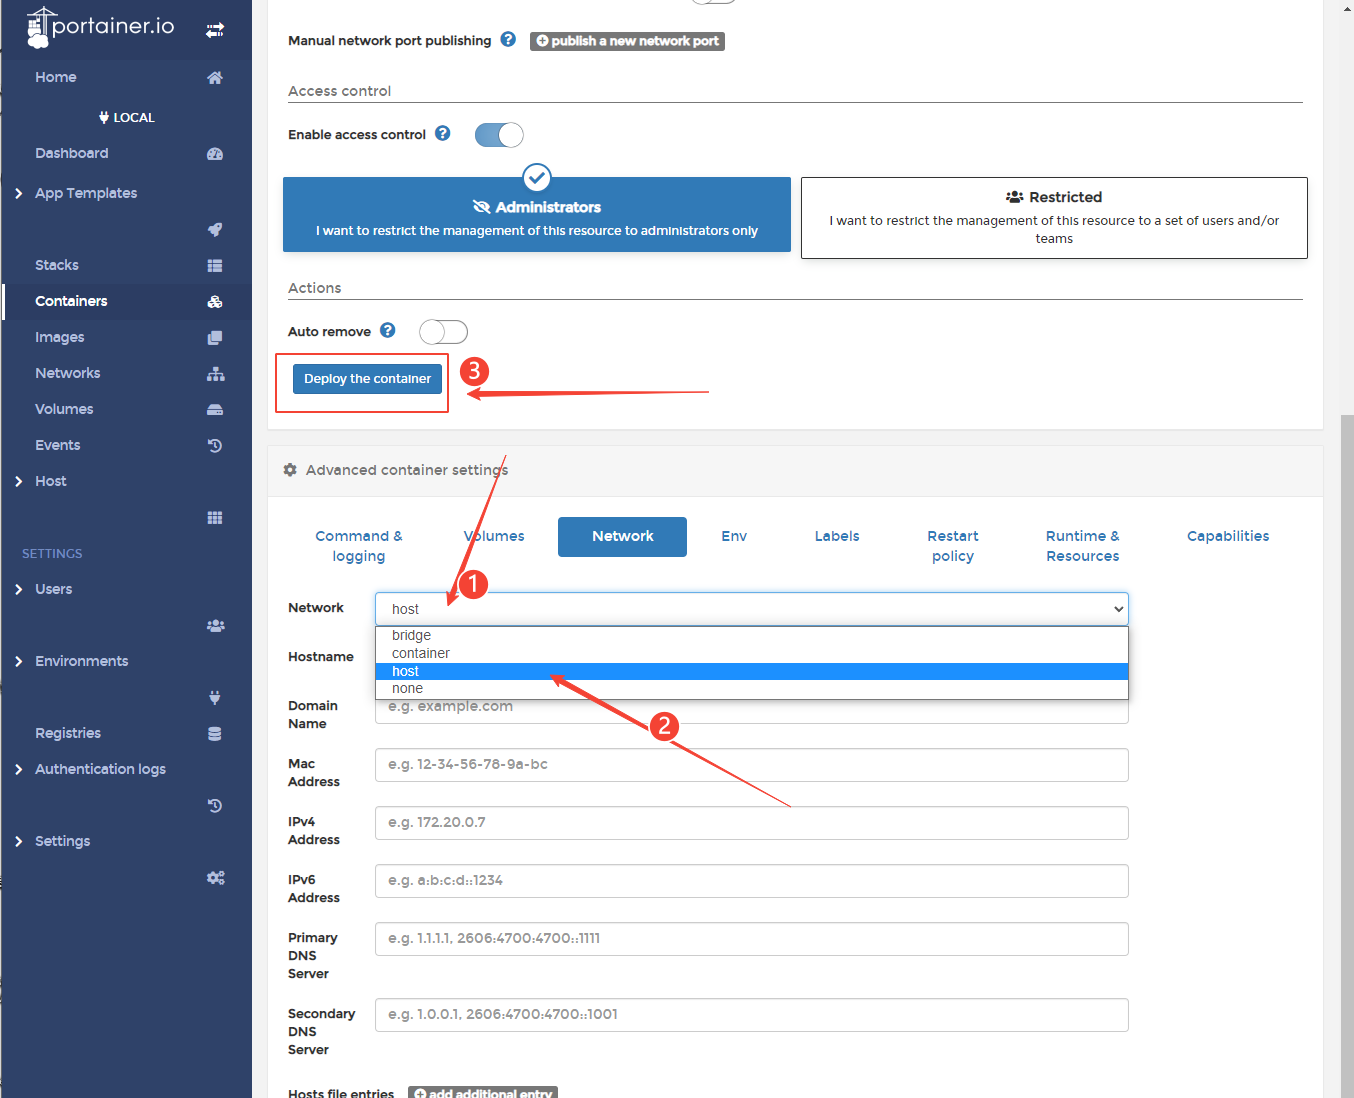 portainer.io
Home
LOCAL
Dashboard
App Templates
Stacks
Containers
Images
Networks
Volumes
Events
Host
SETTINGS
Users
Environments
Registries
Authentication logs
Settings
Manual network port publishing
publish a new network port
Access control
Enable access control
Administrators
I want to restrict the management of this resource to administrators only
Restricted
I want to restrict the management of this resource to a set of users and/or
teams
Actions
Auto remove
Deploy the container
3
Advanced container settings
Command &
logging
Volumes
Network
Env
Labels
Restart
policy
Runtime &
Resources
Capabilities
1
Network
host
bridge
container
host
none
Hostname
2
Domain
Name
e.g. example.com
Mac
Address
e.g. 12-34-56-78-9a-bc
IPv4
Address
e.g. 172.20.0.7
IPv6
Address
e.g. a:b:c:d::1234
Primary
DNS
Server
e.g. 1.1.1.1, 2606:4700:4700::1111
Secondary
DNS
Server
e.g. 1.0.0.1, 2606:4700:4700::1001
Hosts file entries
add additional entry